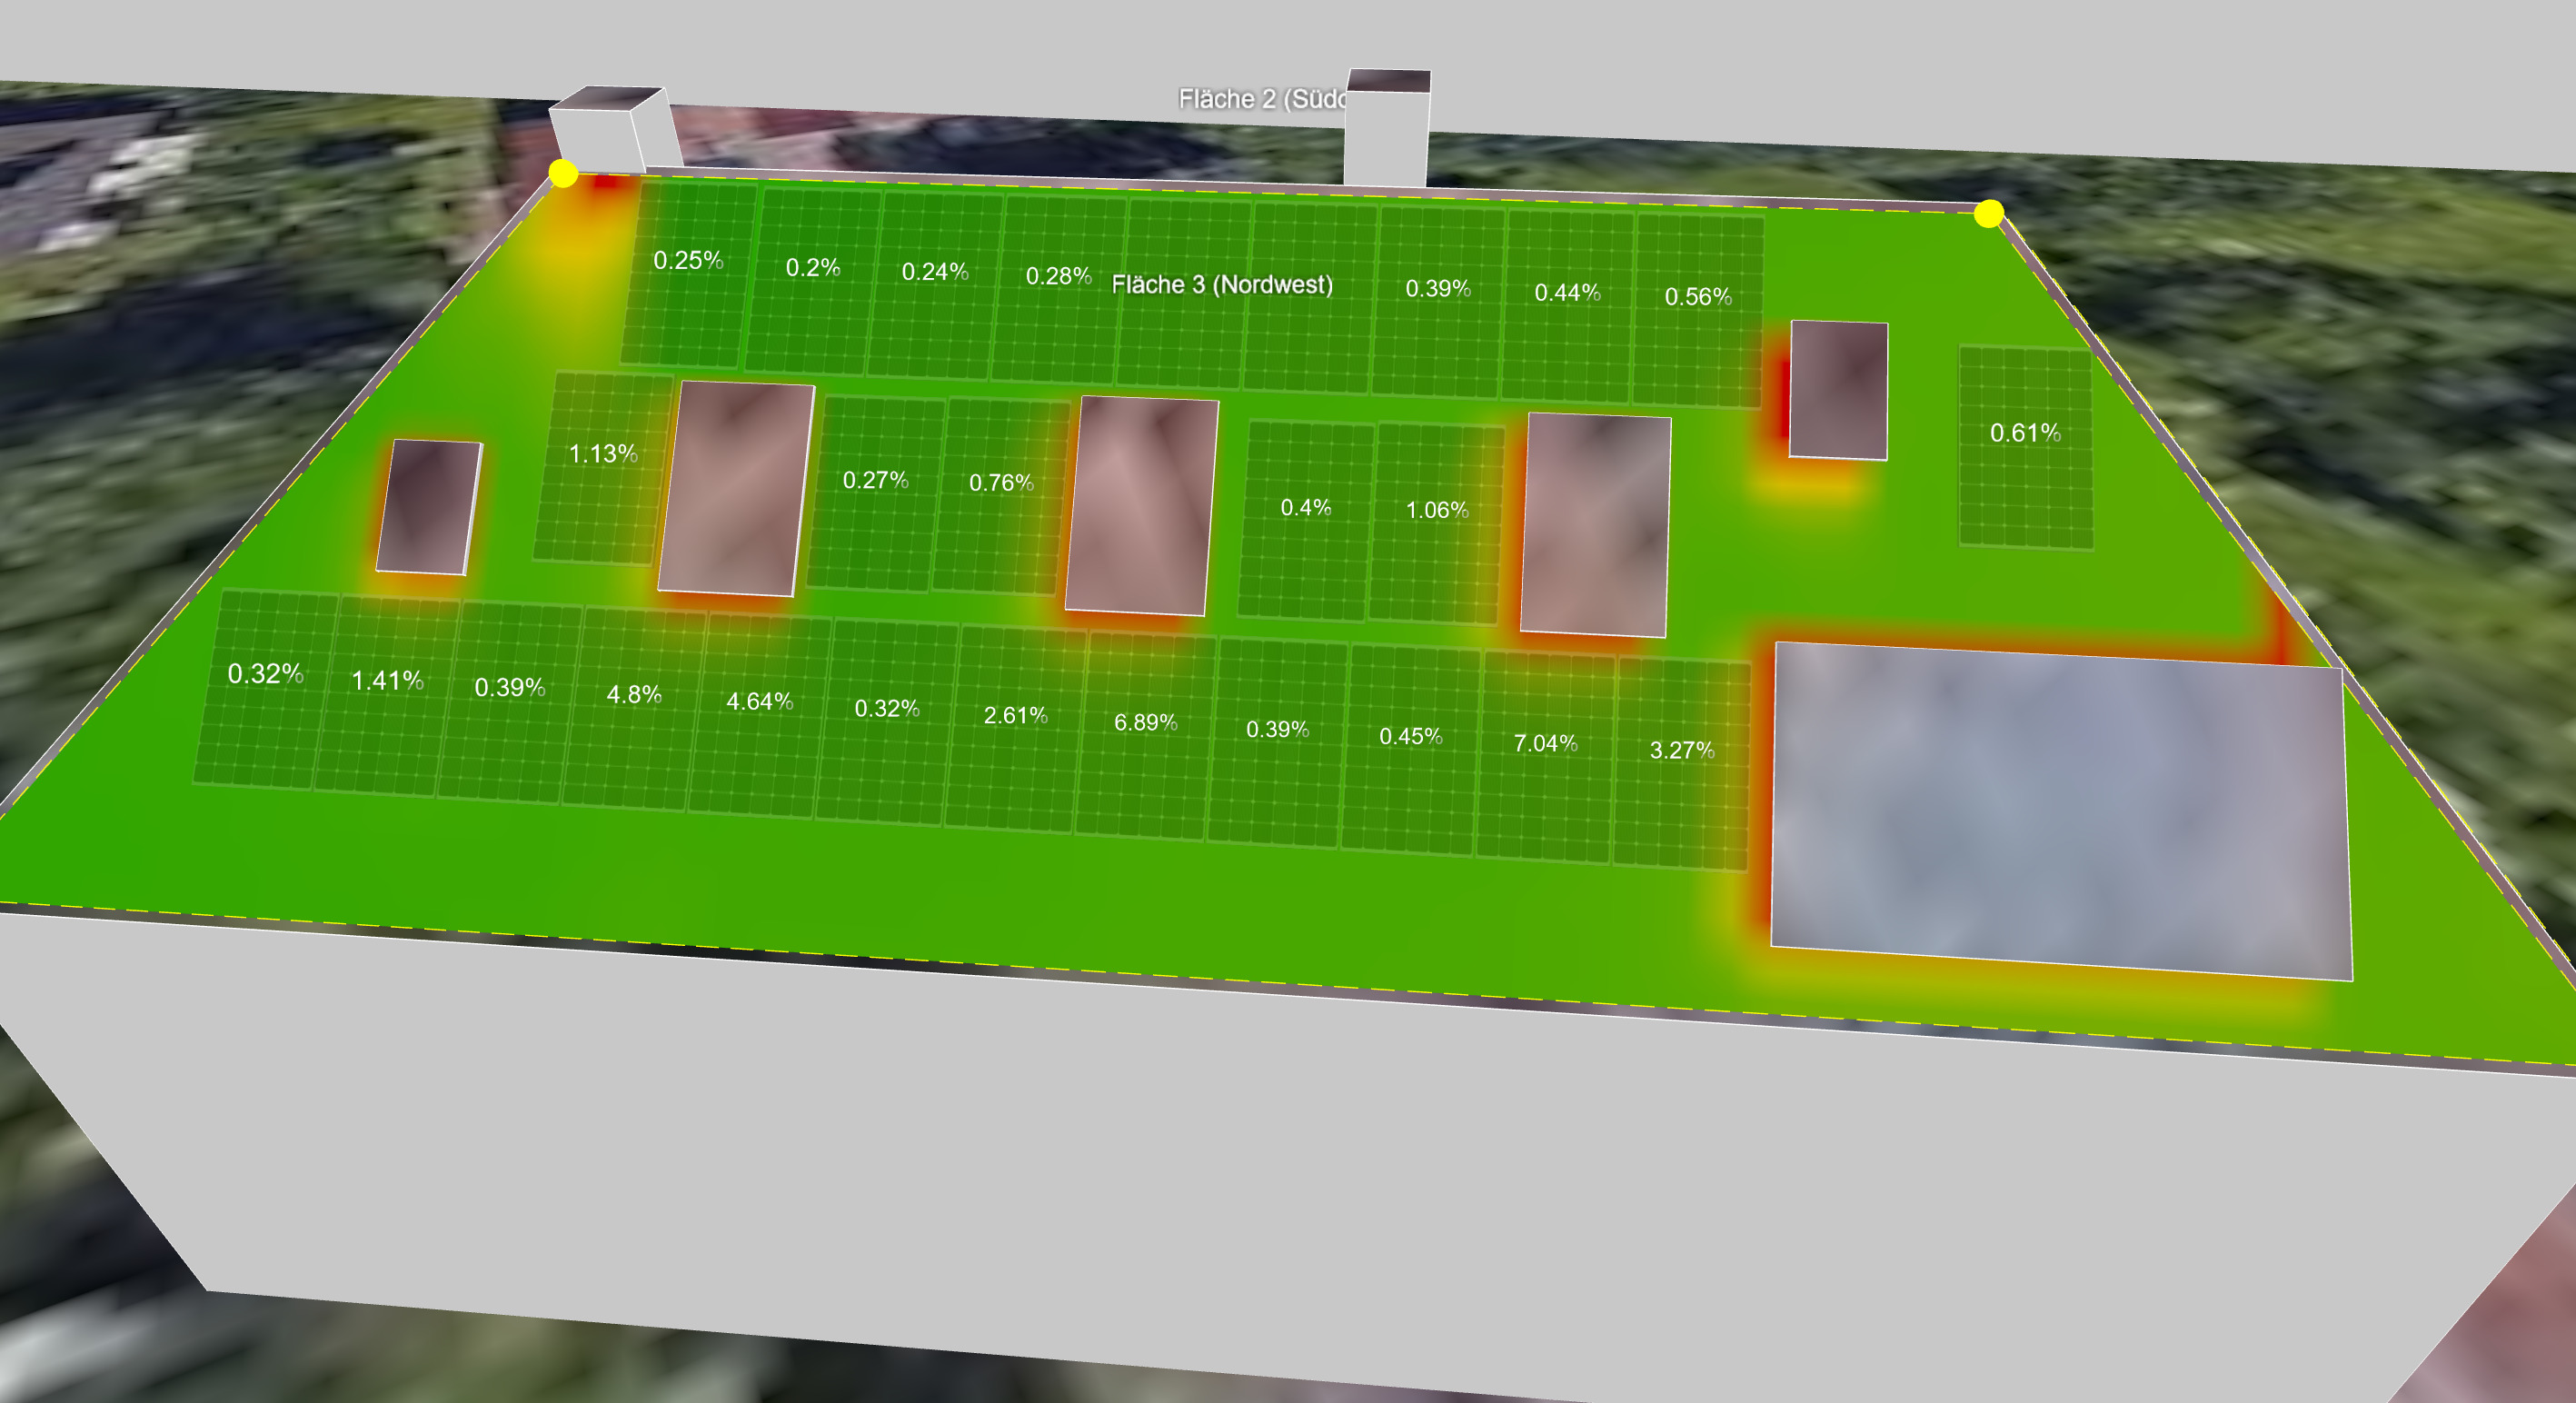 Fläche 2 (Südo
0.25% 0.2% 0.24% 0.28% Fläche 3 (Nordwest) 0.39% 0.44% 0.56%
1.13% 0.27% 0.76% 0.4% 1.06% 0.61%
0.32% 1.41% 0.39% 4.8% 4.64% 0.32% 2.61% 6.89% 0.39% 0.45% 7.04% 3.27%